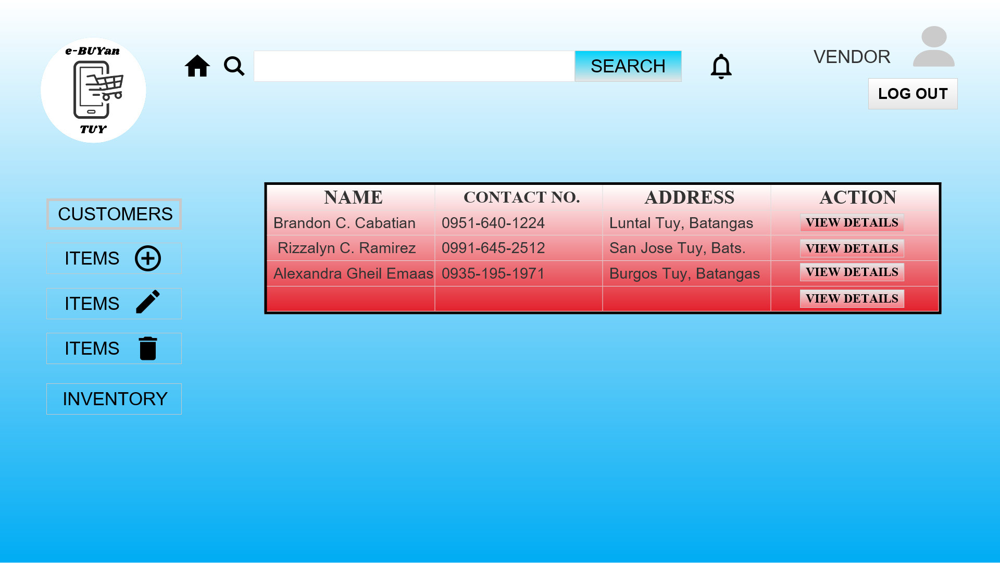 e-BUYan
TUY
SEARCH
VENDOR
LOG OUT
CUSTOMERS
ITEMS
ITEMS
ITEMS
INVENTORY
NAME CONTACT NO. ADDRESS ACTION
Brandon C. Cabatian 0951-640-1224 Luntal Tuy, Batangas VIEW DETAILS
Rizzalyn C. Ramirez 0991-645-2512 San Jose Tuy, Bats. VIEW DETAILS
Alexandra Gheil Emaas 0935-195-1971 Burgos Tuy, Batangas VIEW DETAILS
VIEW DETAILS